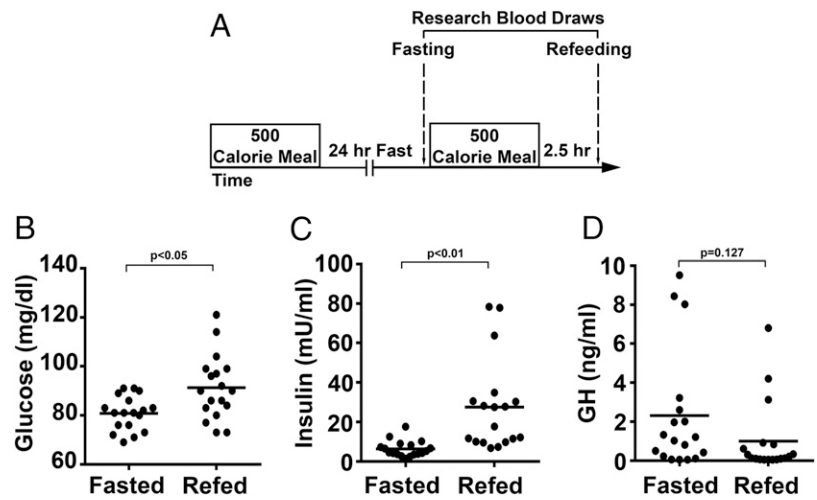 A
Research Blood Draws
Fasting
Refeeding
500
Calorie Meal
24 hr Fast
500
Calorie Meal
2.5 hr
Time
B
p<0.05
Glucose (mg/dl)
140
120
100
80
60
Fasted
Refed
C
p<0.01
Insulin (mU/ml)
100
80
60
40
20
0
Fasted
Refed
D
p=0.127
GH (ng/ml)
10
8
6
4
2
0
Fasted
Refed